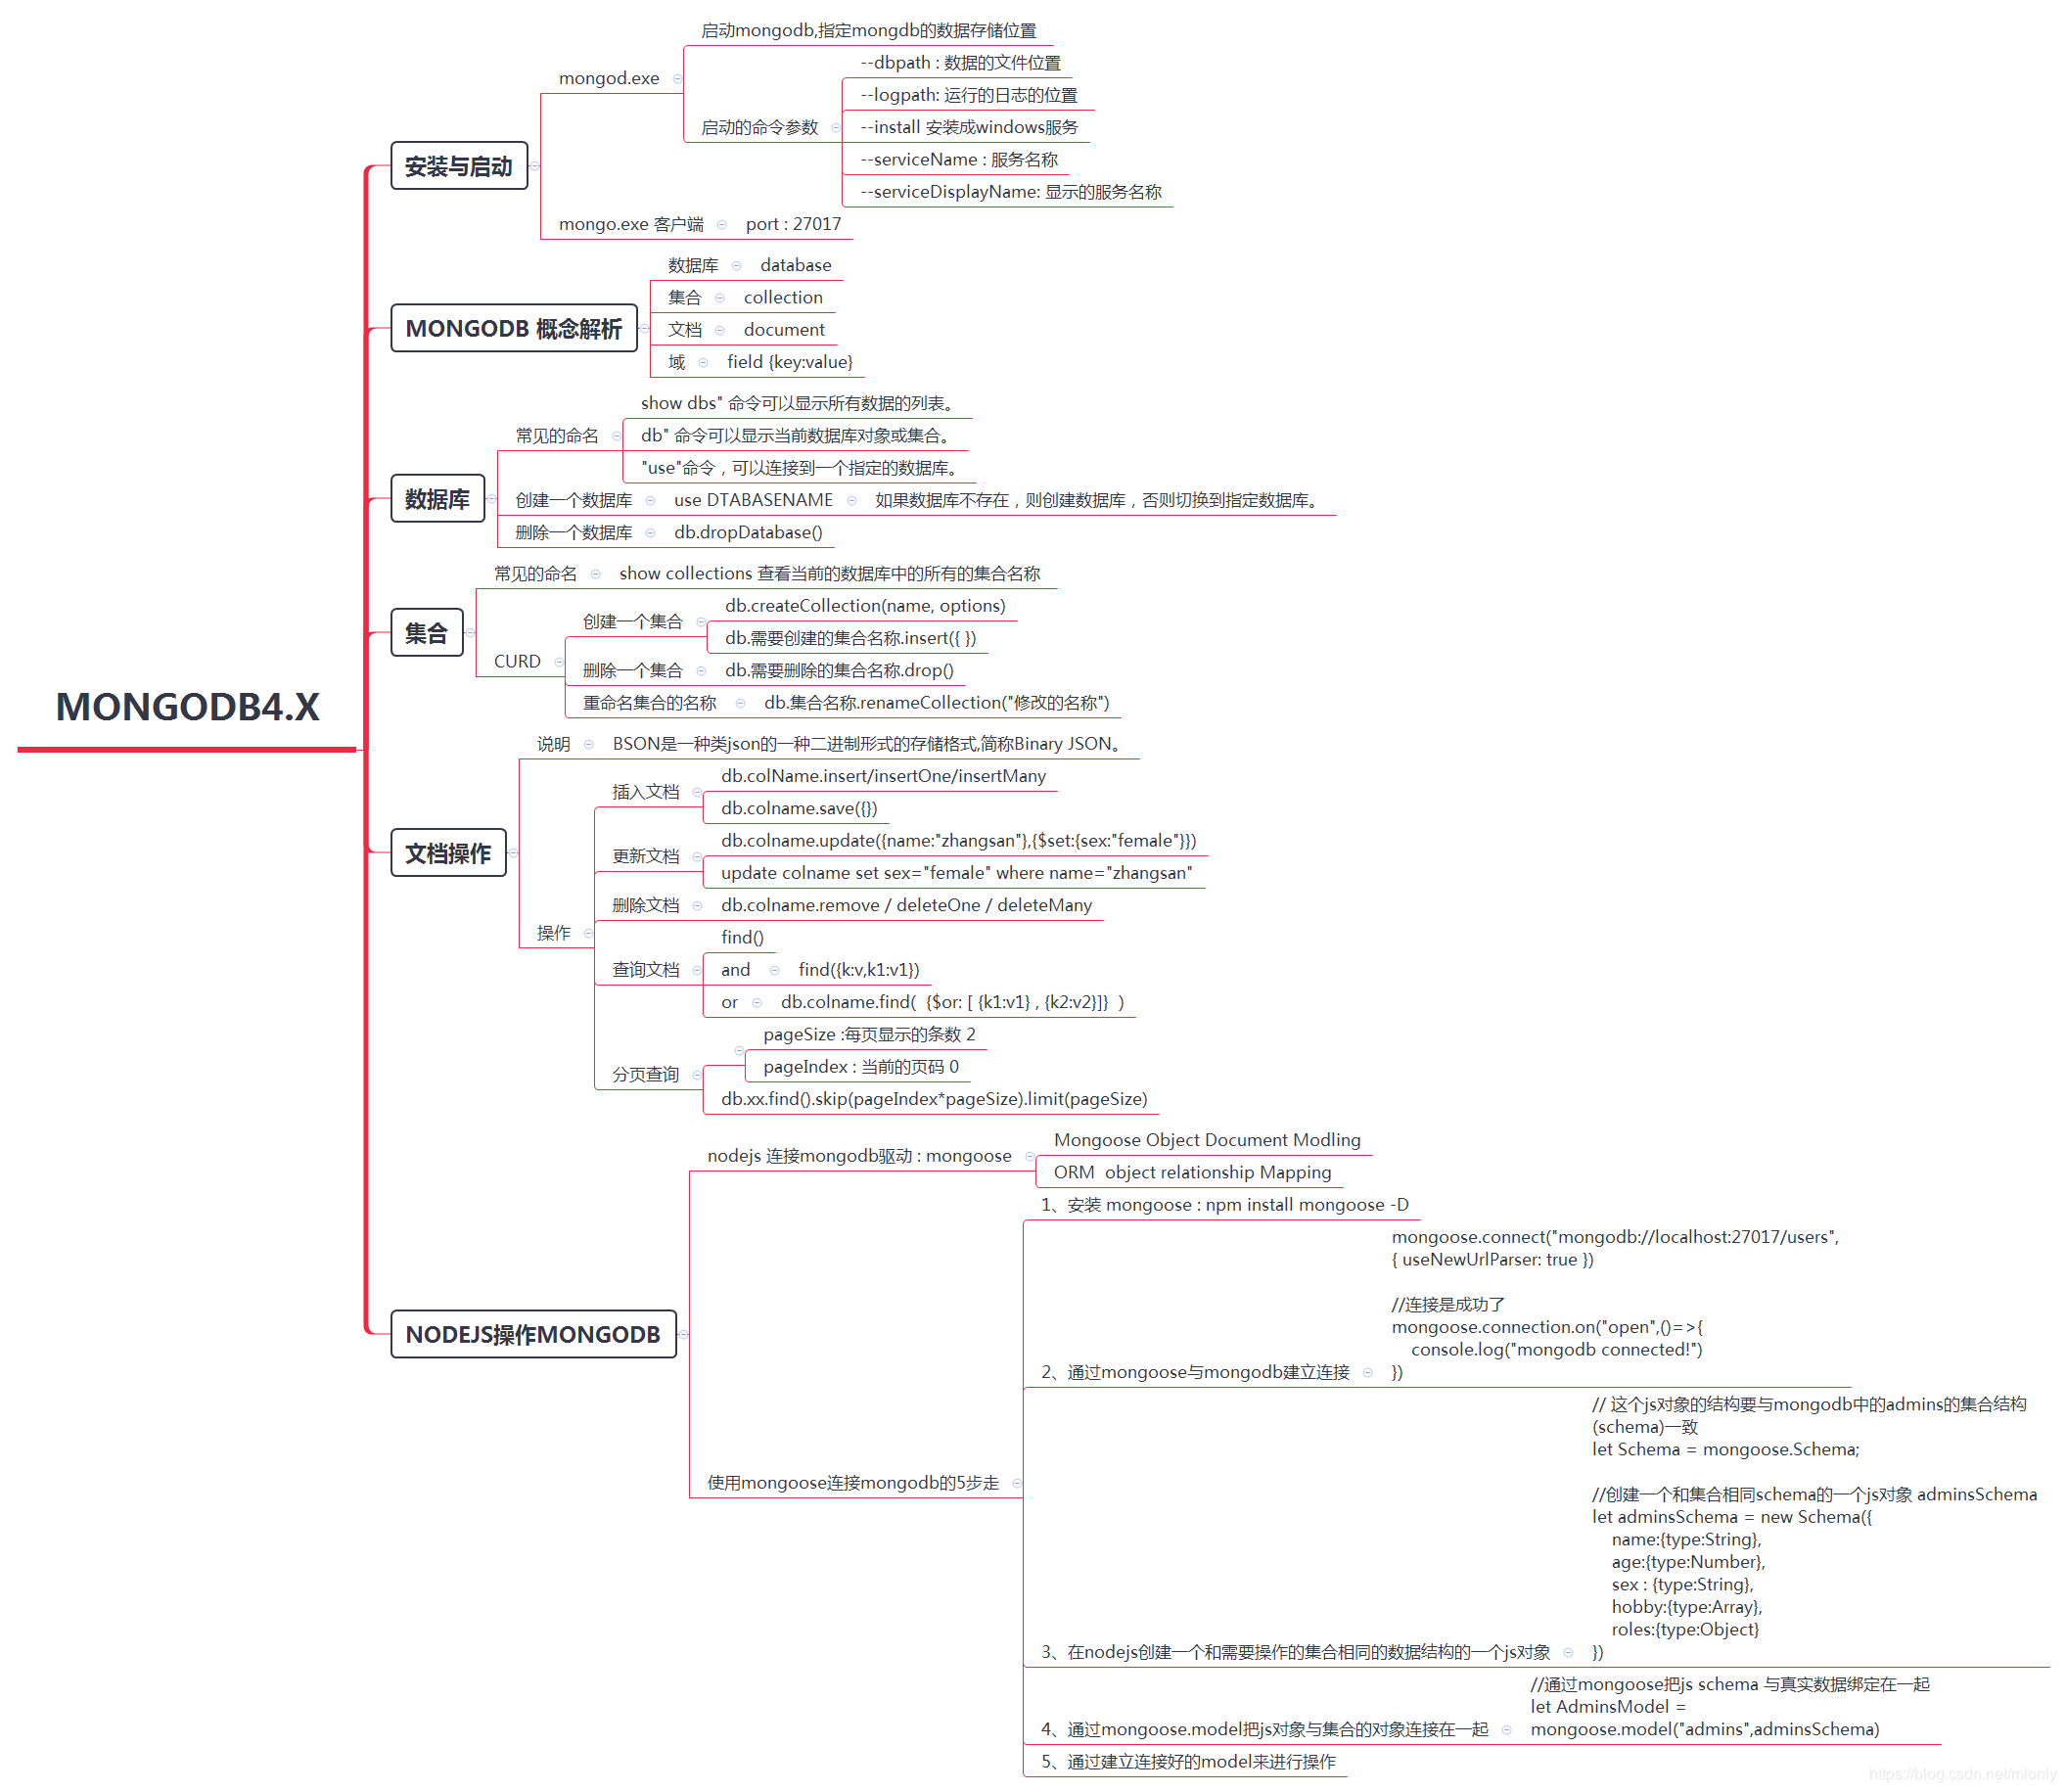 MONGODB4.X
安装与启动
mongod.exe
启动mongodb,指定mongdb的数据存储位置
启动的命令参数
--dbpath : 数据的文件位置
--logpath: 运行的日志的位置
--install 安装成windows服务
--serviceName : 服务名称
--serviceDisplayName: 显示的服务名称
mongo.exe 客户端
port : 27017
MONGODB 概念解析
数据库
database
集合
collection
文档
document
域
field {key:value}
数据库
常见的命名
show dbs" 命令可以显示所有数据的列表。
db" 命令可以显示当前数据库对象或集合。
"use"命令，可以连接到一个指定的数据库。
创建一个数据库
use DTABASENAME
如果数据库不存在，则创建数据库，否则切换到指定数据库。
删除一个数据库
db.dropDatabase()
集合
常见的命名
show collections 查看当前的数据库中的所有的集合名称
CURD
创建一个集合
db.createCollection(name, options)
db.需要创建的集合名称.insert({ })
删除一个集合
db.需要删除的集合名称.drop()
重命名集合的名称
db.集合名称.renameCollection("修改的名称")
文档操作
说明
BSON是一种类json的一种二进制形式的存储格式,简称Binary JSON。
操作
插入文档
db.colName.insert/insertOne/insertMany
db.colname.save({})
更新文档
db.colname.update({name:"zhangsan"},{$set:{sex:"female"}})
update colname set sex="female" where name="zhangsan"
删除文档
db.colname.remove / deleteOne / deleteMany
查询文档
find()
and
find({k:v,k1:v1})
or
db.colname.find(  {$or: [ {k1:v1} , {k2:v2}]}  )
分页查询
pageSize :每页显示的条数 2
pageIndex : 当前的页码 0
db.xx.find().skip(pageIndex*pageSize).limit(pageSize)
NODEJS操作MONGODB
nodejs 连接mongodb驱动 : mongoose
Mongoose Object Document Modling
ORM  object relationship Mapping
使用mongoose连接mongodb的5步走
1、安装 mongoose : npm install mongoose -D
2、通过mongoose与mongodb建立连接
mongoose.connect("mongodb://localhost:27017/users",
{ useNewUrlParser: true })
//连接是成功了
mongoose.connection.on("open",()=>{
console.log("mongodb connected!")
})
3、在nodejs创建一个和需要操作的集合相同的数据结构的一个js对象
// 这个js对象的结构要与mongodb中的admins的集合结构
(schema)一致
let Schema = mongoose.Schema;
//创建一个和集合相同schema的一个js对象 adminsSchema
let adminsSchema = new Schema({
name:{type:String},
age:{type:Number},
sex : {type:String},
hobby:{type:Array},
roles:{type:Object}
})
4、通过mongoose.model把js对象与集合的对象连接在一起
//通过mongoose把js schema 与真实数据绑定在一起
let AdminsModel =
mongoose.model("admins",adminsSchema)
5、通过建立连接好的model来进行操作
https://blog.csdn.net/mlonly